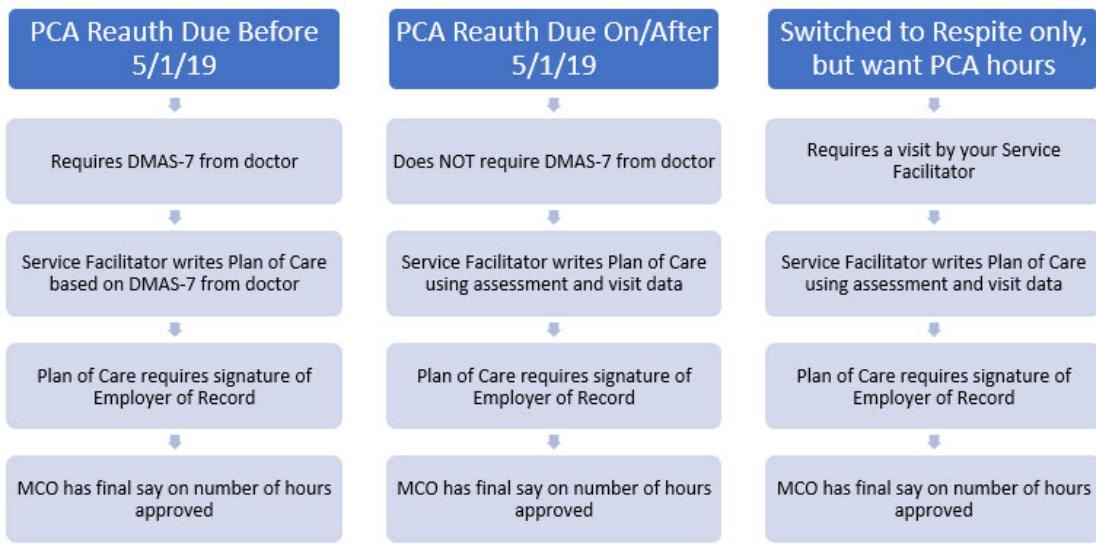 PCA Reauth Due Before
5/1/19
Requires DMAS-7 from doctor
Service Facilitator writes Plan of Care
based on DMAS-7 from doctor
Plan of Care requires signature of
Employer of Record
MCO has final say on number of hours
approved
PCA Reauth Due On/After
5/1/19
Does NOT require DMAS-7 from doctor
Service Facilitator writes Plan of Care
using assessment and visit data
Plan of Care requires signature of
Employer of Record
MCO has final say on number of hours
approved
Switched to Respite only,
but want PCA hours
Requires a visit by your Service
Facilitator
Service Facilitator writes Plan of Care
using assessment and visit data
Plan of Care requires signature of
Employer of Record
MCO has final say on number of hours
approved